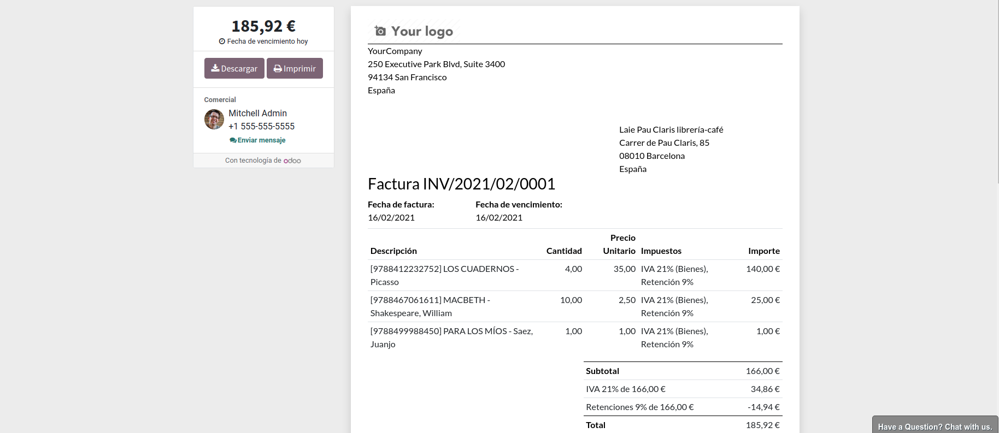 185,92 €
Fecha de vencimiento hoy
Descargar Imprimir
Comercial
Mitchell Admin
+1 555-555-5555
Enviar mensaje
Con tecnología de odoo
Your logo
YourCompany
250 Executive Park Blvd, Suite 3400
94134 San Francisco
España
Laie Pau Claris librería-café
Carrer de Pau Claris, 85
08010 Barcelona
España
Factura INV/2021/02/0001
Fecha de factura: Fecha de vencimiento:
16/02/2021 16/02/2021
Precio
Descripción Cantidad Unitario Impuestos Importe
[9788412232752] LOS CUADERNOS - 4,00 35,00 IVA 21% (Bienes), 140,00 €
Picasso Retención 9%
[9788467061611] MACBETH - 10,00 2,50 IVA 21% (Bienes), 25,00 €
Shakespeare, William Retención 9%
[9788499988450] PARA LOS MÍOS - Saez, 1,00 1,00 IVA 21% (Bienes), 1,00 €
Juanjo Retención 9%
Subtotal 166,00 €
IVA 21% de 166,00 € 34,86 €
Retenciones 9% de 166,00 € -14,94 €
Total 185,92 €
Have a Question? Chat with us.